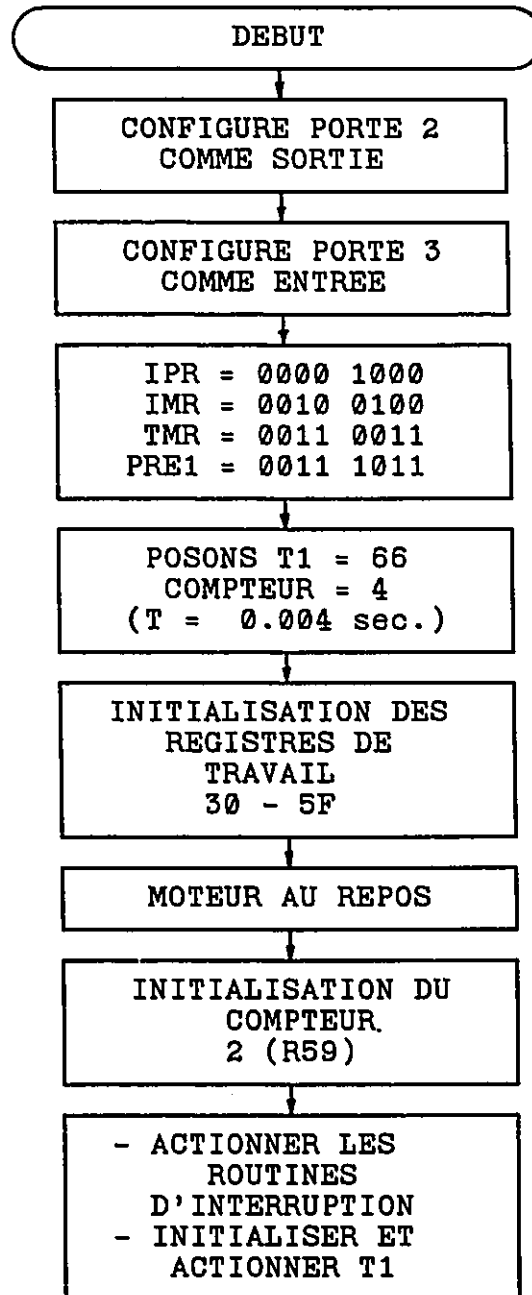 DEBUT
CONFIGURE PORTE 2
COMME SORTIE
CONFIGURE PORTE 3
COMME ENTREE
IPR = 0000 1000
IMR = 0010 0100
TMR = 0011 0011
PRE1 = 0011 1011
POSONS T1 = 66
COMPTEUR = 4
(T = 0.004 sec.)
INITIALISATION DES
REGISTRES DE
TRAVAIL
30 - 5F
MOTEUR AU REPOS
INITIALISATION DU
COMPTEUR.
2 (R59)
- ACTIONNER LES
ROUTINES
D'INTERRUPTION
- INITIALISER ET
ACTIONNER T1